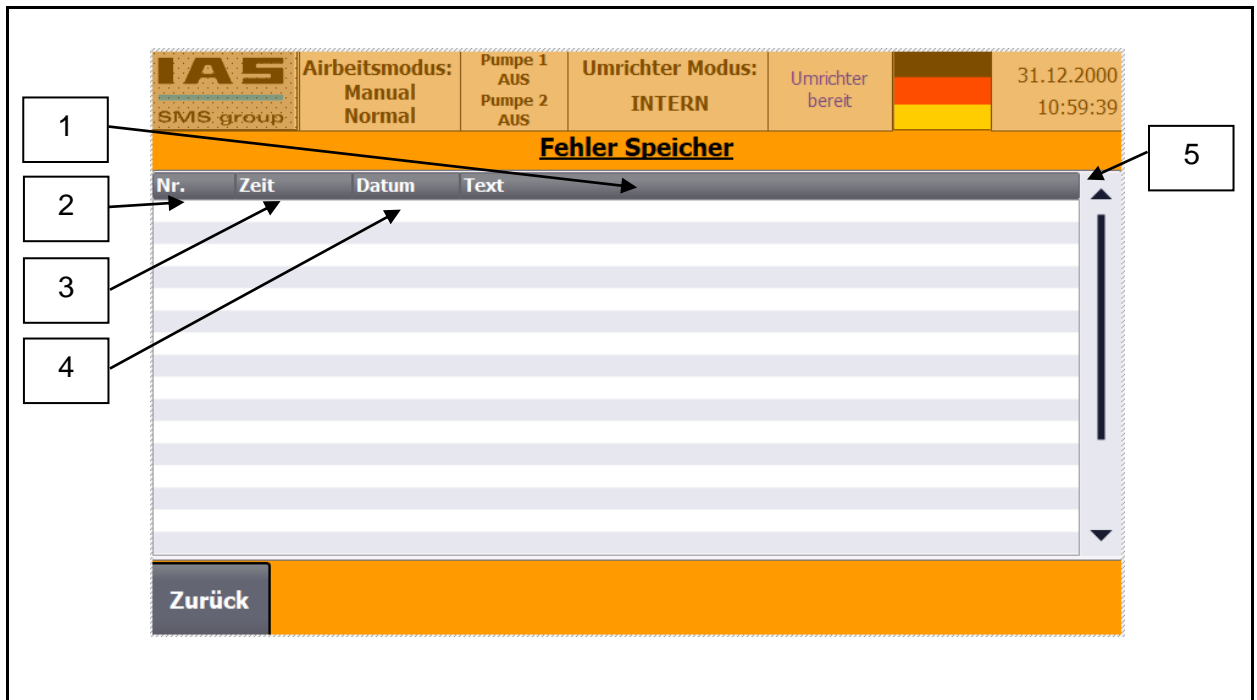 IAS
SMS group
Airbeitsmodus:
Manual
Normal
Pumpe 1
AUS
Pumpe 2
AUS
Umrichter Modus:
INTERN
Umrichter
bereit
31.12.2000
10:59:39
Fehler Speicher
Nr. Zeit Datum Text
1
2
3
4
5
Zurück